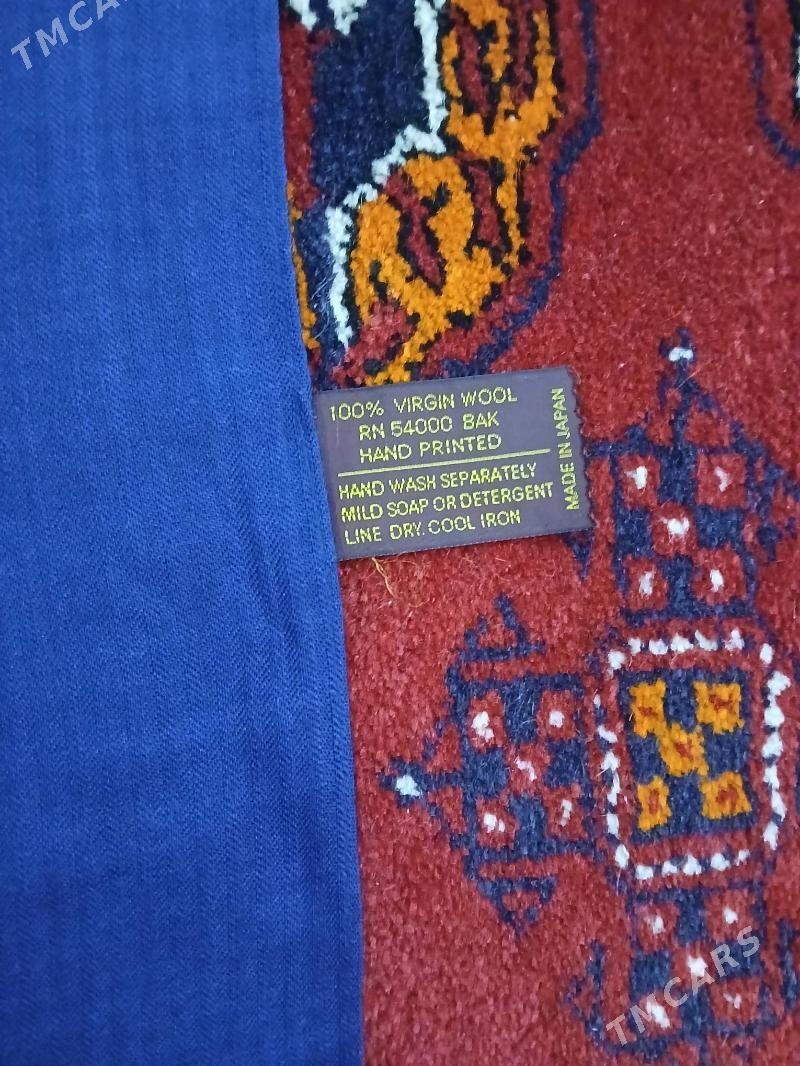 TMCARS
100% VIRGIN WOOL
RN 54000 BAK
HAND PRINTED
HAND WASH SEPARATELY
MILD SOAP OR DETERGENT
LINE DRY. COOL IRON
MADE IN JAPAN
TMCARS